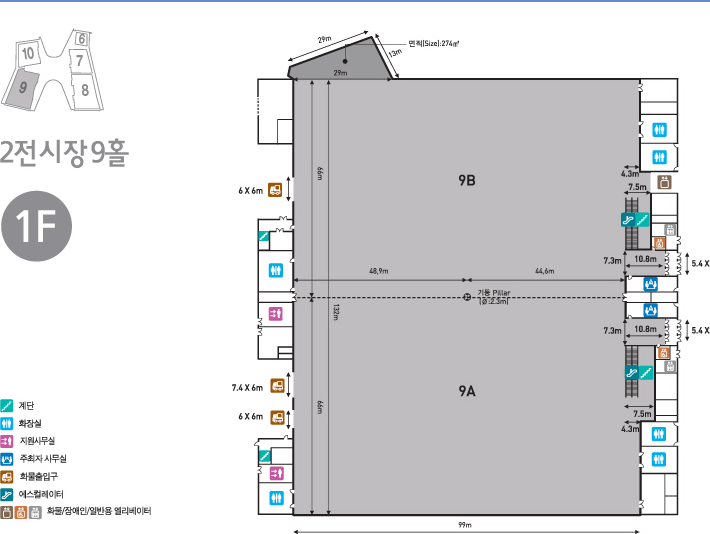 29m
면적(Size):274㎡
13m
29m
6
10
7
9
8
2전시장 9홀
1F
66m
9B
4.3m
7.5m
6 X 6m
7.3m
10.8m
5.4 X
48,9m
44,6m
기둥 Pillar
(Ø:2.3m)
132m
7.3m
10.8m
5.4 X
7.4 X 6m
9A
66m
6 X 6m
7.5m
4.3m
99m
계단
화장실
지원사무실
주최자 사무실
화물출입구
에스컬레이터
화물/장애인/일반용 엘리베이터